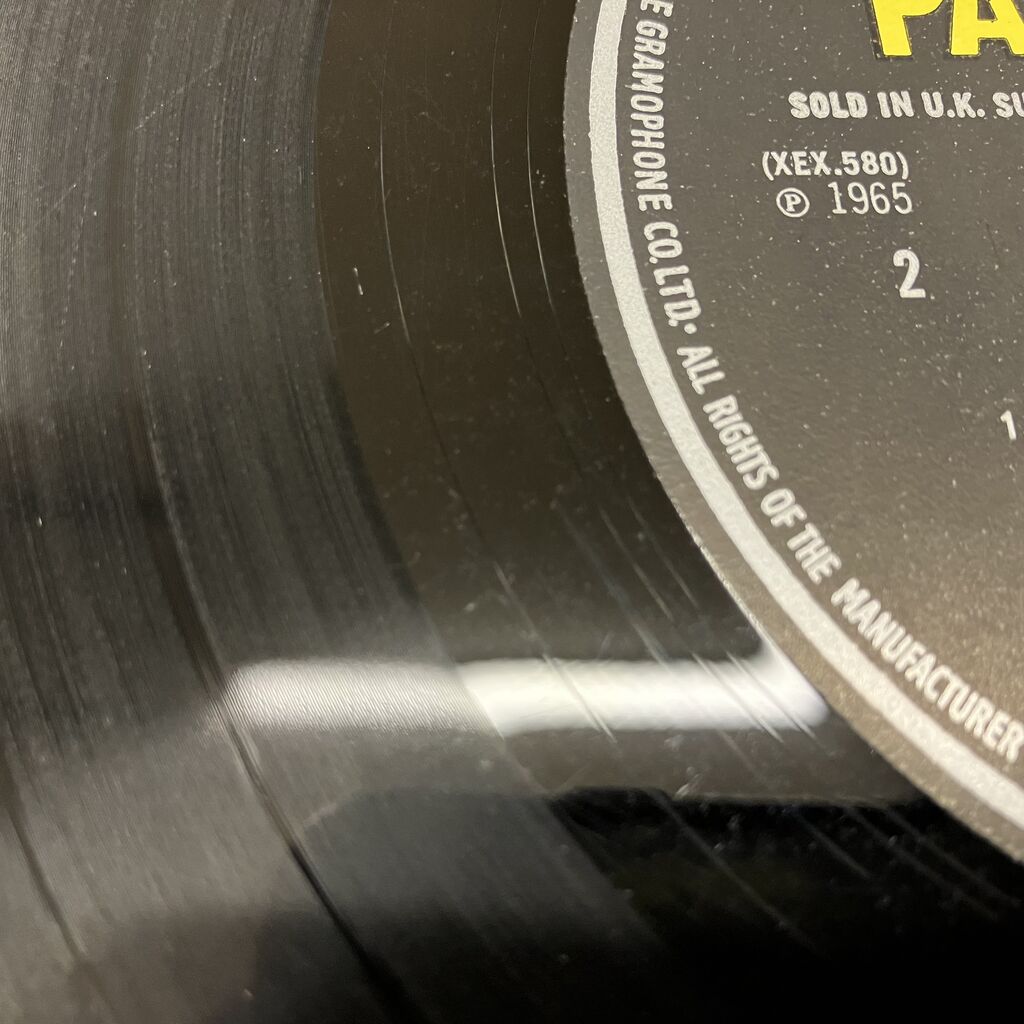 PA
SOLD IN U.K. SU
(XEX.580)
Ⓟ 1965
2
1
E GRAMOPHONE CO. LTD. · ALL RIGHTS OF THE MANUFACTURER